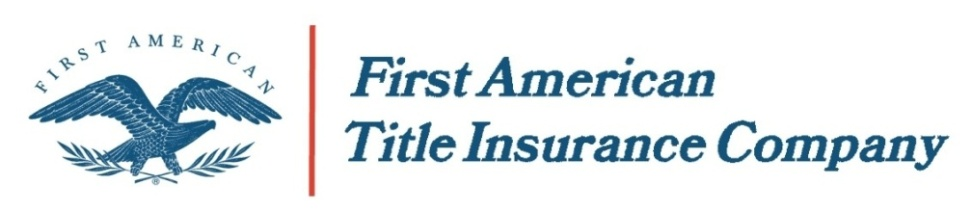 FIRST AMERICAN
®
First American
Title Insurance Company